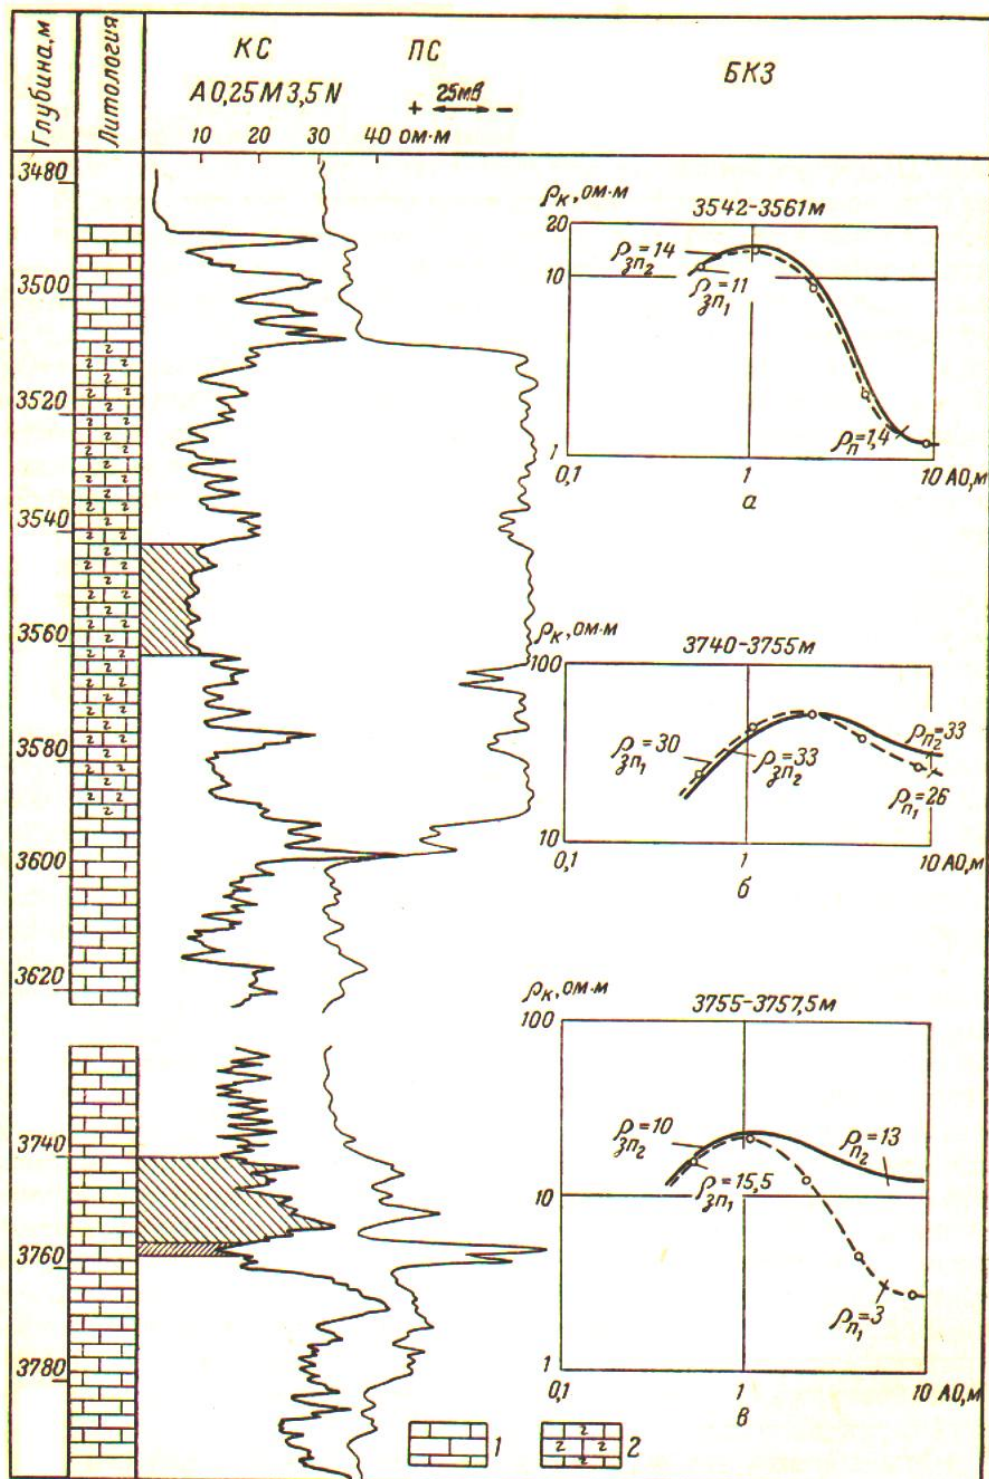 Глубина,м
Литология
КС
A 0,25 M 3,5 N
10 20 30 40 ом·м
ПС
+ 25мв -
БКЗ
3480
3500
3520
3540
3560
3580
3600
3620
3740
3760
3780
ρк, ом·м
3542-3561м
20
10
1
ρзп₂=14
ρзп₁=11
ρп=1,4
0,1 1 10 АО,м
а
ρк, ом·м
3740-3755м
100
10
ρзп₁=30
ρзп₂=33
ρп₂=33
ρп₁=26
0,1 1 10 АО,м
б
ρк, ом·м
3755-3757,5м
100
10
1
ρзп₂=10
ρзп₁=15,5
ρп₂=13
ρп₁=3
0,1 1 10 АО,м
в
1
2